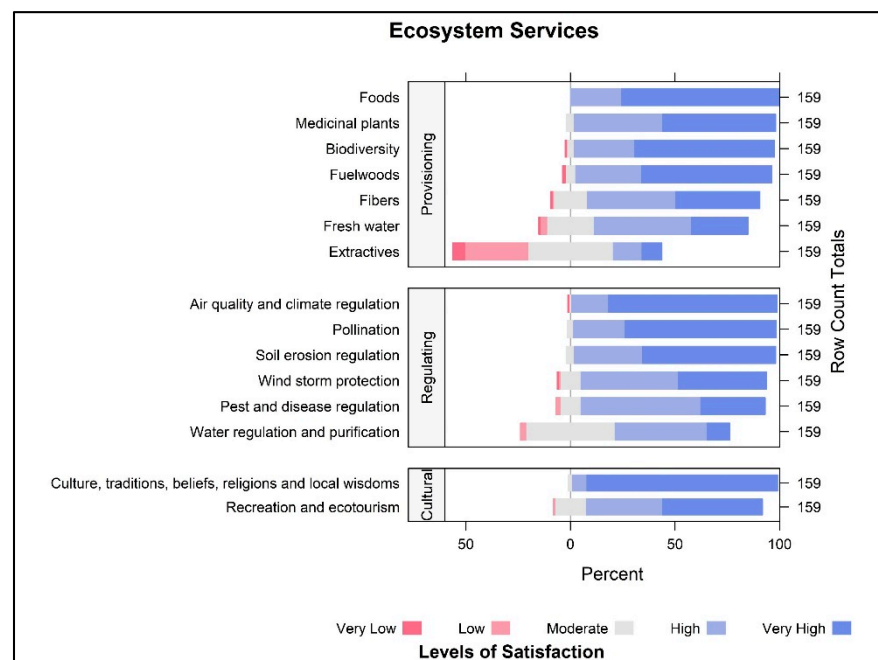 Ecosystem Services
Provisioning
Foods 159
Medicinal plants 159
Biodiversity 159
Fuelwoods 159
Fibers 159
Fresh water 159
Extractives 159
Regulating
Air quality and climate regulation 159
Pollination 159
Soil erosion regulation 159
Wind storm protection 159
Pest and disease regulation 159
Water regulation and purification 159
Cultural
Culture, traditions, beliefs, religions and local wisdoms 159
Recreation and ecotourism 159
Row Count Totals
50 0 50 100
Percent
Very Low Low Moderate High Very High
Levels of Satisfaction